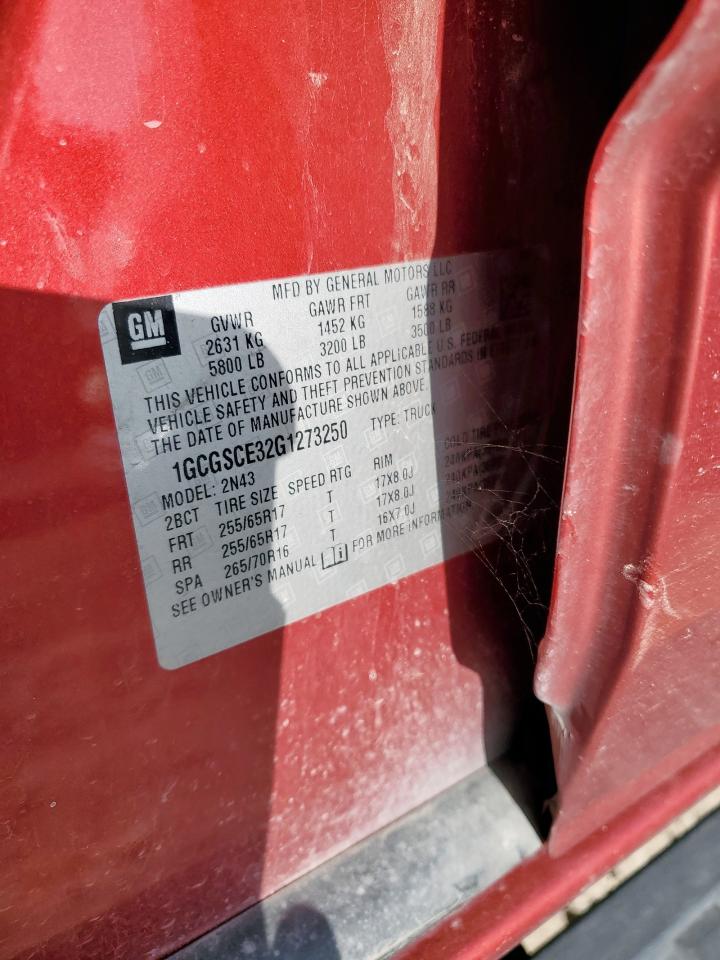 GM
MFD BY GENERAL MOTORS LLC
GVWR GAWR FRT GAWR RR
2631 KG 1452 KG 1588 KG
5800 LB 3200 LB 3500 LB
THIS VEHICLE CONFORMS TO ALL APPLICABLE U.S. FEDERAL
VEHICLE SAFETY AND THEFT PREVENTION STANDARDS IN
THE DATE OF MANUFACTURE SHOWN ABOVE.
1GCGSCE32G1273250 TYPE: TRUCK
MODEL: 2N43
2BCT TIRE SIZE SPEED RTG RIM COLD TIRE
FRT 255/65R17 T 17X8.0J 240KPA
RR 255/65R17 T 17X8.0J 240KPA
SPA 265/70R16 T 16X7.0J 240KPA
SEE OWNER'S MANUAL FOR MORE INFORMATION